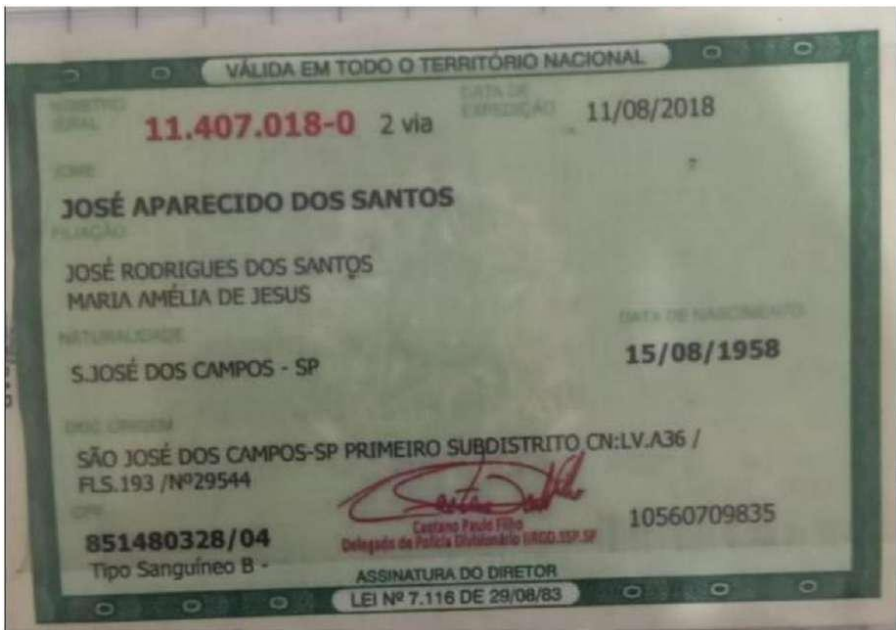 VÁLIDA EM TODO O TERRITÓRIO NACIONAL
11.407.018-0 2 via
DATA DE EXPEDIÇÃO 11/08/2018
JOSÉ APARECIDO DOS SANTOS
FILIAÇÃO
JOSÉ RODRIGUES DOS SANTOS
MARIA AMÉLIA DE JESUS
NATURALIDADE
DATA DE NASCIMENTO
S.JOSÉ DOS CAMPOS - SP
15/08/1958
DOC ORIGEM
SÃO JOSÉ DOS CAMPOS-SP PRIMEIRO SUBDISTRITO CN:LV.A36 /
FLS.193 /Nº29544
CPF
851480328/04
10560709835
Caetano Paulo Filho
Delegado de Polícia Divisionário IIRGD.SSP.SP
Tipo Sanguíneo B -
ASSINATURA DO DIRETOR
LEI Nº 7.116 DE 29/08/83